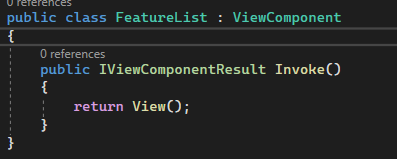 0 references
public class FeatureList : ViewComponent
{
0 references
public IViewComponentResult Invoke()
{
return View();
}
}